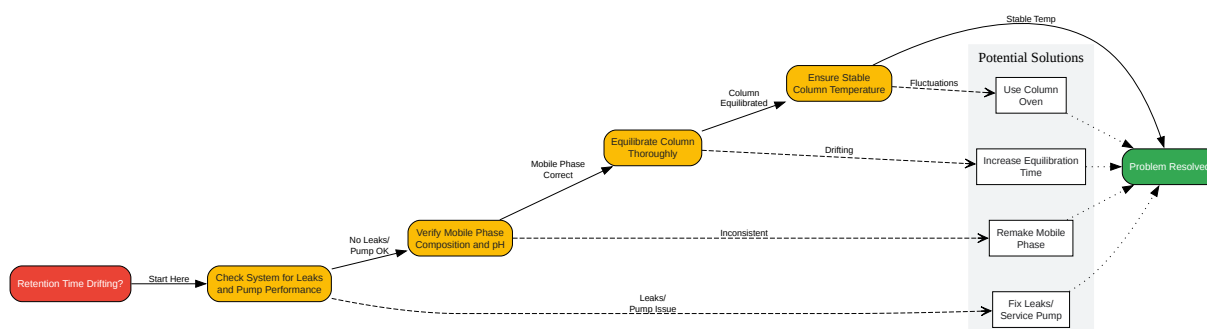 Retention Time Drifting?
Start Here
Check System for Leaks
and Pump Performance
No Leaks/
Pump OK
Leaks/
Pump Issue
Verify Mobile Phase
Composition and pH
Mobile Phase
Correct
Inconsistent
Equilibrate Column
Thoroughly
Column
Equilibrated
Drifting
Ensure Stable
Column Temperature
Stable Temp
Fluctuations
Potential Solutions
Use Column
Oven
Increase Equilibration
Time
Remake Mobile
Phase
Fix Leaks/
Service Pump
Problem Resolved